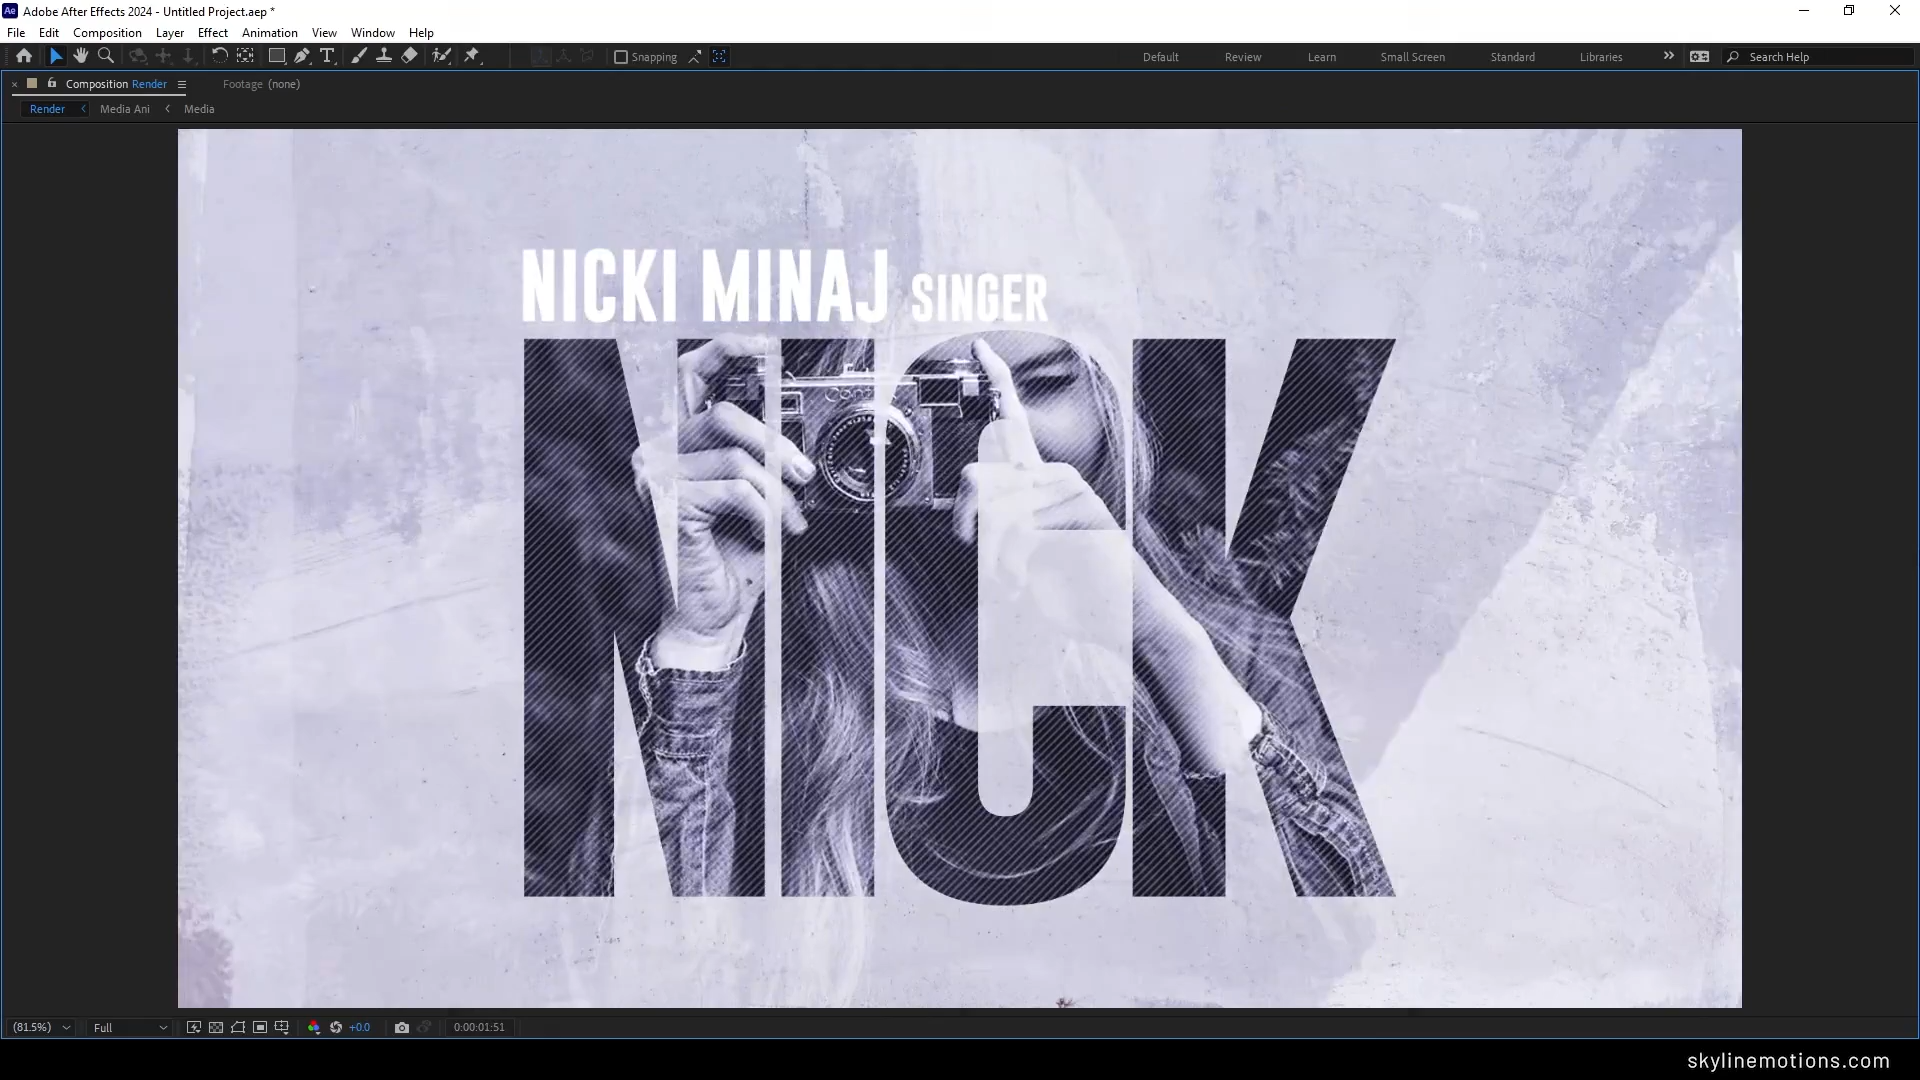 Ae Adobe After Effects 2024 - Untitled Project.aep *
File Edit Composition Layer Effect Animation View Window Help
T Snapping Default Review Learn Small Screen Standard Libraries » Search Help
× Composition Render Footage (none)
Render < Media Ani < Media
NICKI MINAJ SINGER
NICK
(81.5%) Full +0.0 0:00:01:51
skylinemotions.com